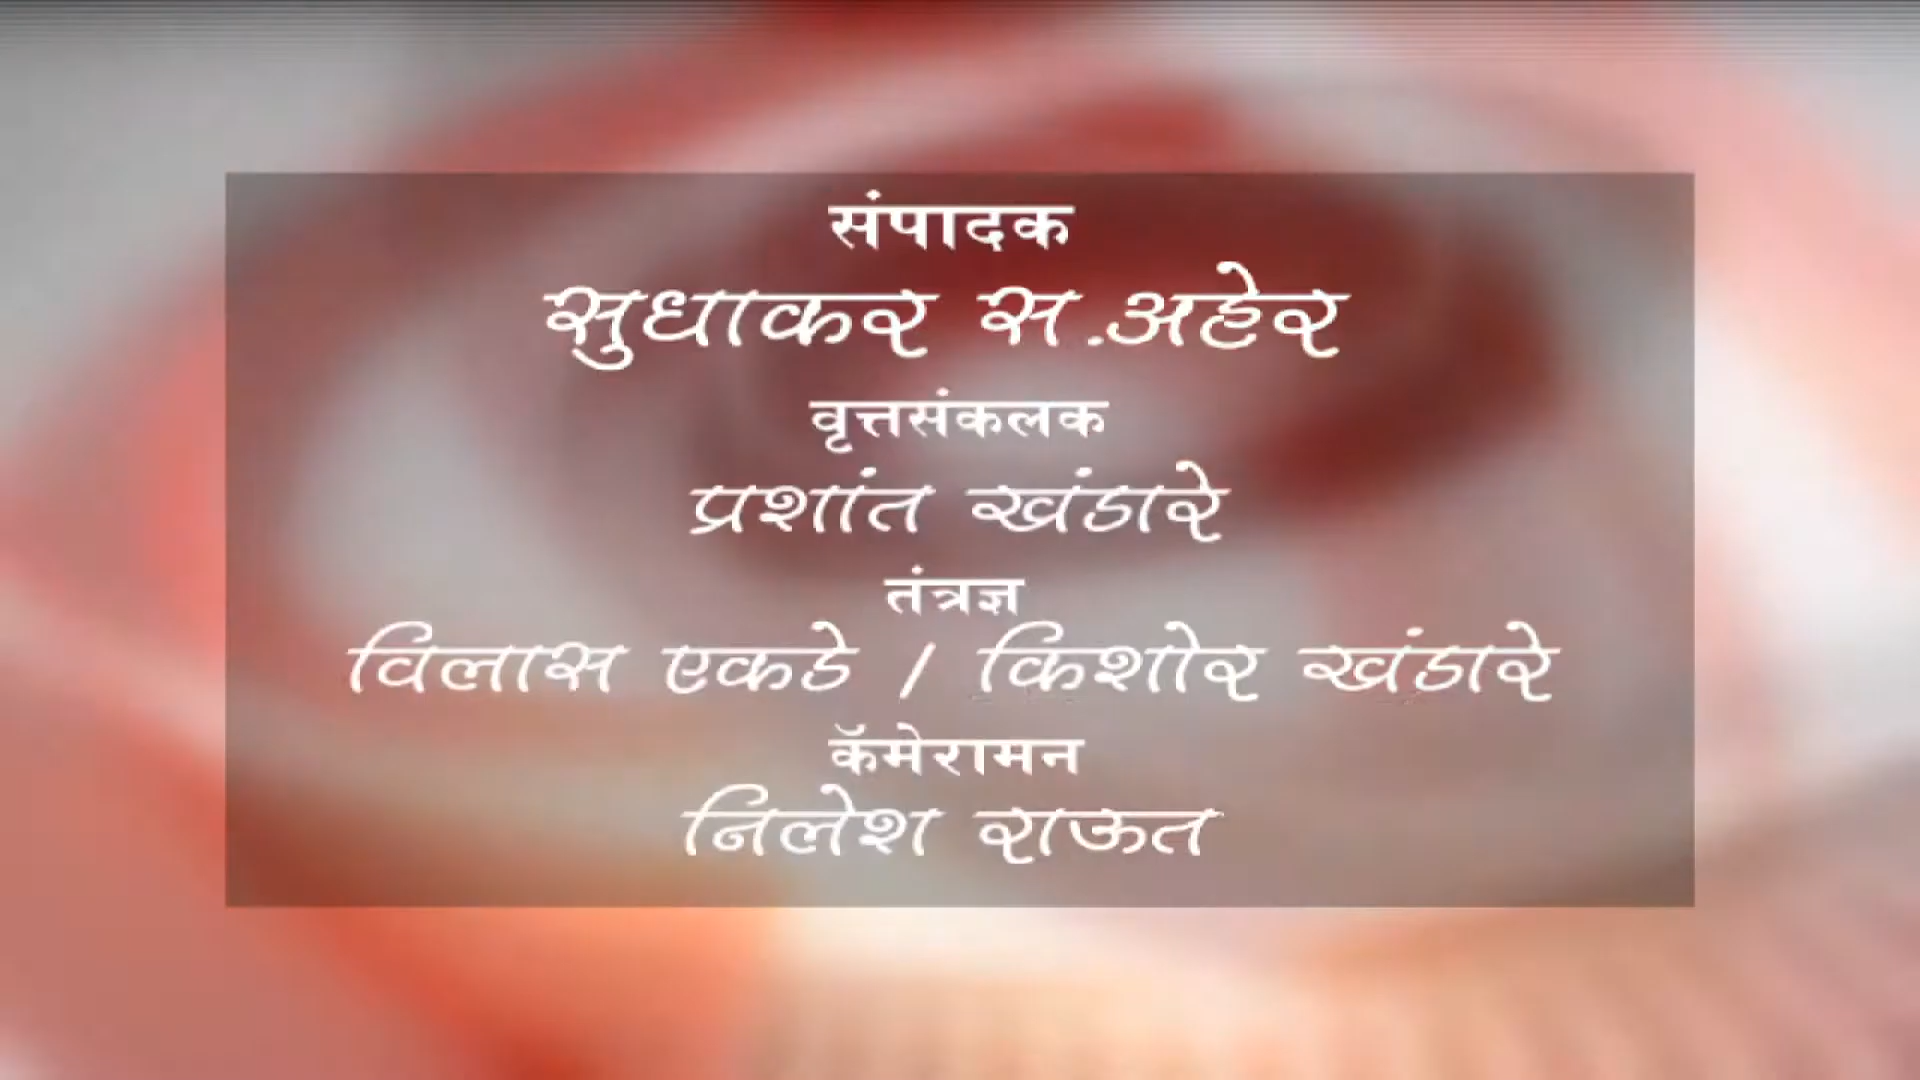 संपादक
सुधाकर स.अहेर
वृत्तसंकलक
प्रशांत खंडारे
तंत्रज्ञ
विलास एकडे / किशोर खंडारे
कॅमेरामन
निलेश राऊत